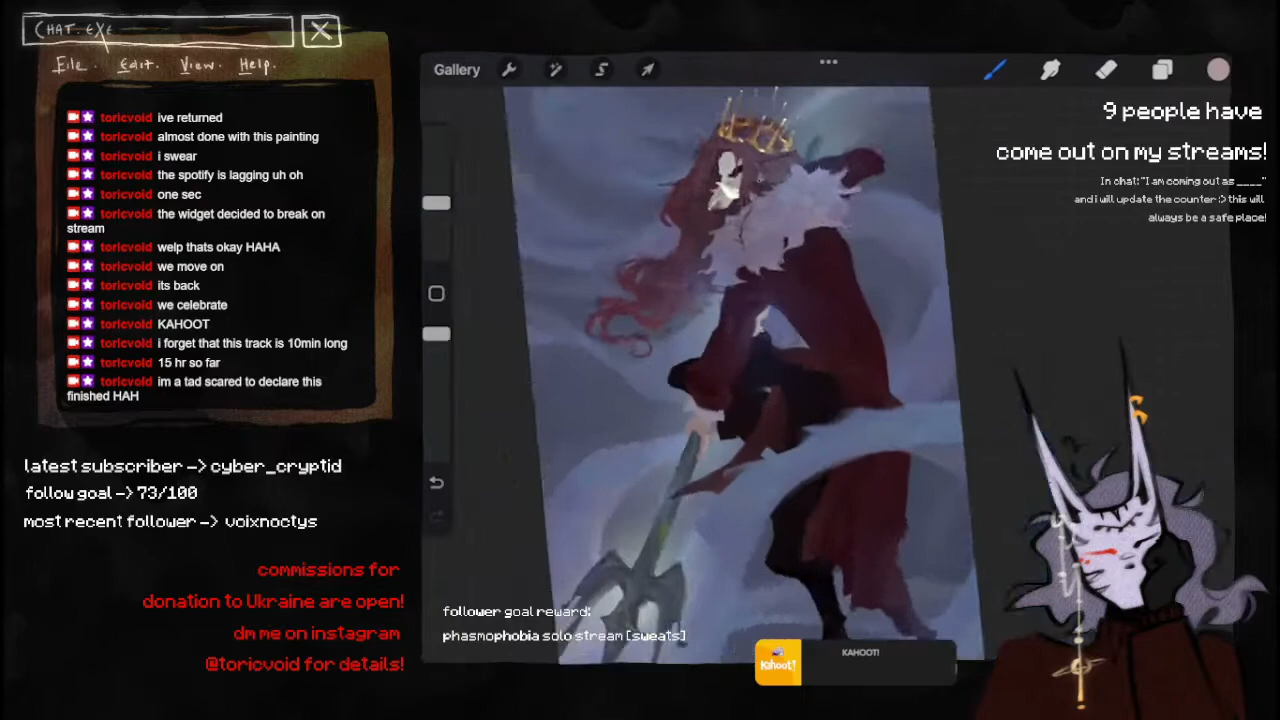 CHAT.EXE
File. Edit. View. Help.
toricvoid ive returned
toricvoid almost done with this painting
toricvoid i swear
toricvoid the spotify is lagging uh oh
toricvoid one sec
toricvoid the widget decided to break on
stream
toricvoid welp thats okay HAHA
toricvoid we move on
toricvoid its back
toricvoid we celebrate
toricvoid KAHOOT
toricvoid i forget that this track is 10min long
toricvoid 15 hr so far
toricvoid im a tad scared to declare this
finished HAH
latest subscriber -> cyber_cryptid
follow goal -> 73/100
most recent follower -> voixnoctys
commissions for
donation to Ukraine are open!
dm me on instagram
@toricvoid for details!
Gallery
follower goal reward:
phasmophobia solo stream [sweats]
Kahoot!
KAHOOT!
9 people have
come out on my streams!
In chat: "I am coming out as ____"
and i will update the counter :> this will
always be a safe place!